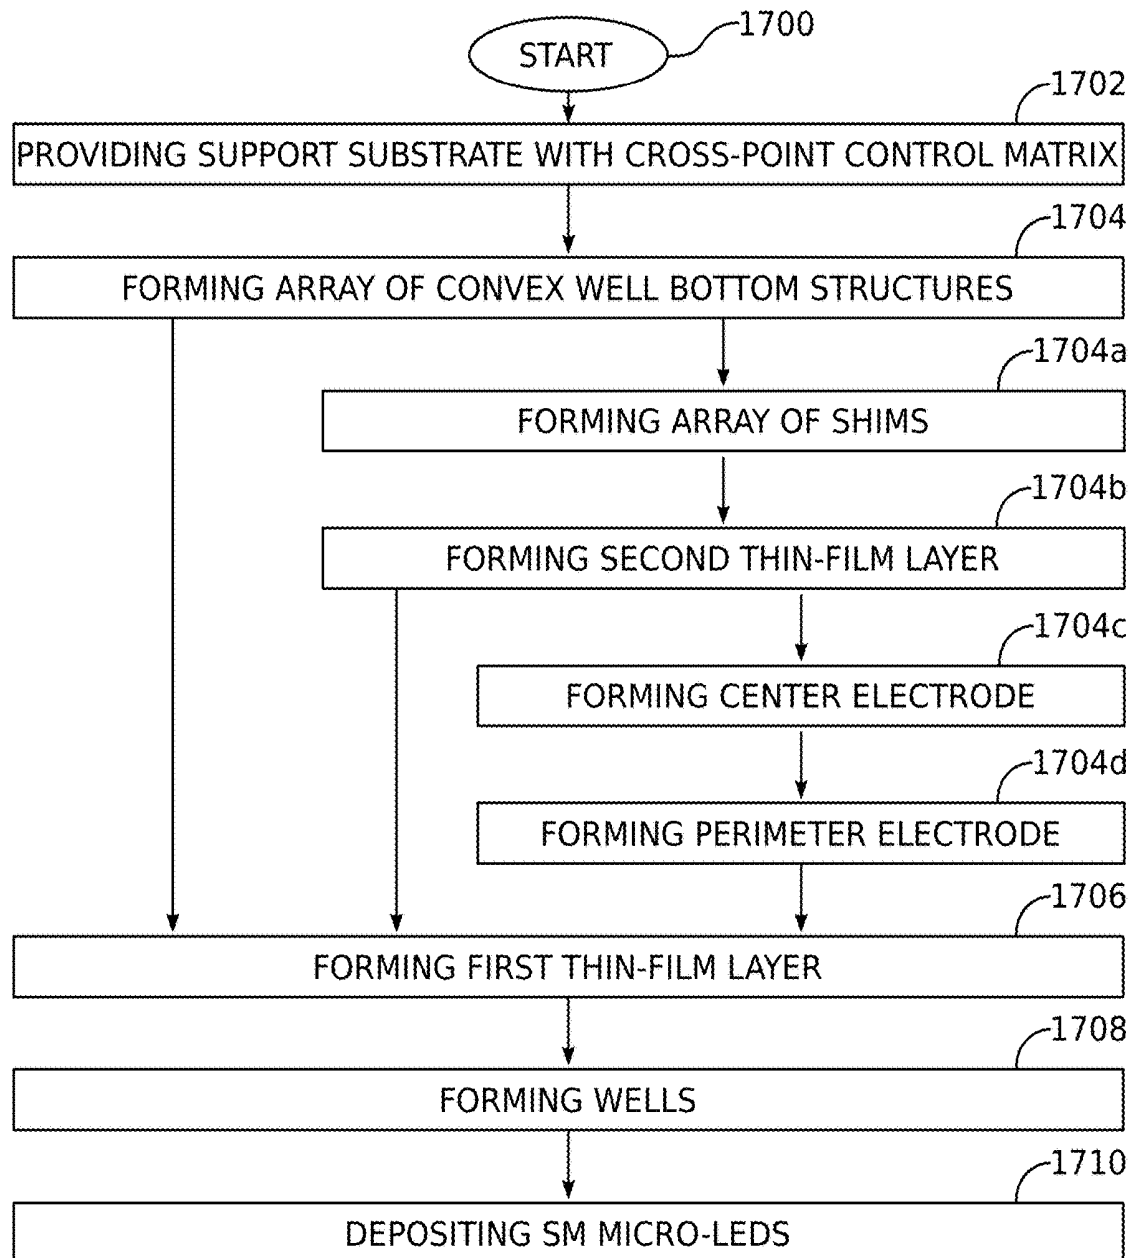 START
1700
1702
PROVIDING SUPPORT SUBSTRATE WITH CROSS-POINT CONTROL MATRIX
1704
FORMING ARRAY OF CONVEX WELL BOTTOM STRUCTURES
1704a
FORMING ARRAY OF SHIMS
1704b
FORMING SECOND THIN-FILM LAYER
1704c
FORMING CENTER ELECTRODE
1704d
FORMING PERIMETER ELECTRODE
1706
FORMING FIRST THIN-FILM LAYER
1708
FORMING WELLS
1710
DEPOSITING SM MICRO-LEDS